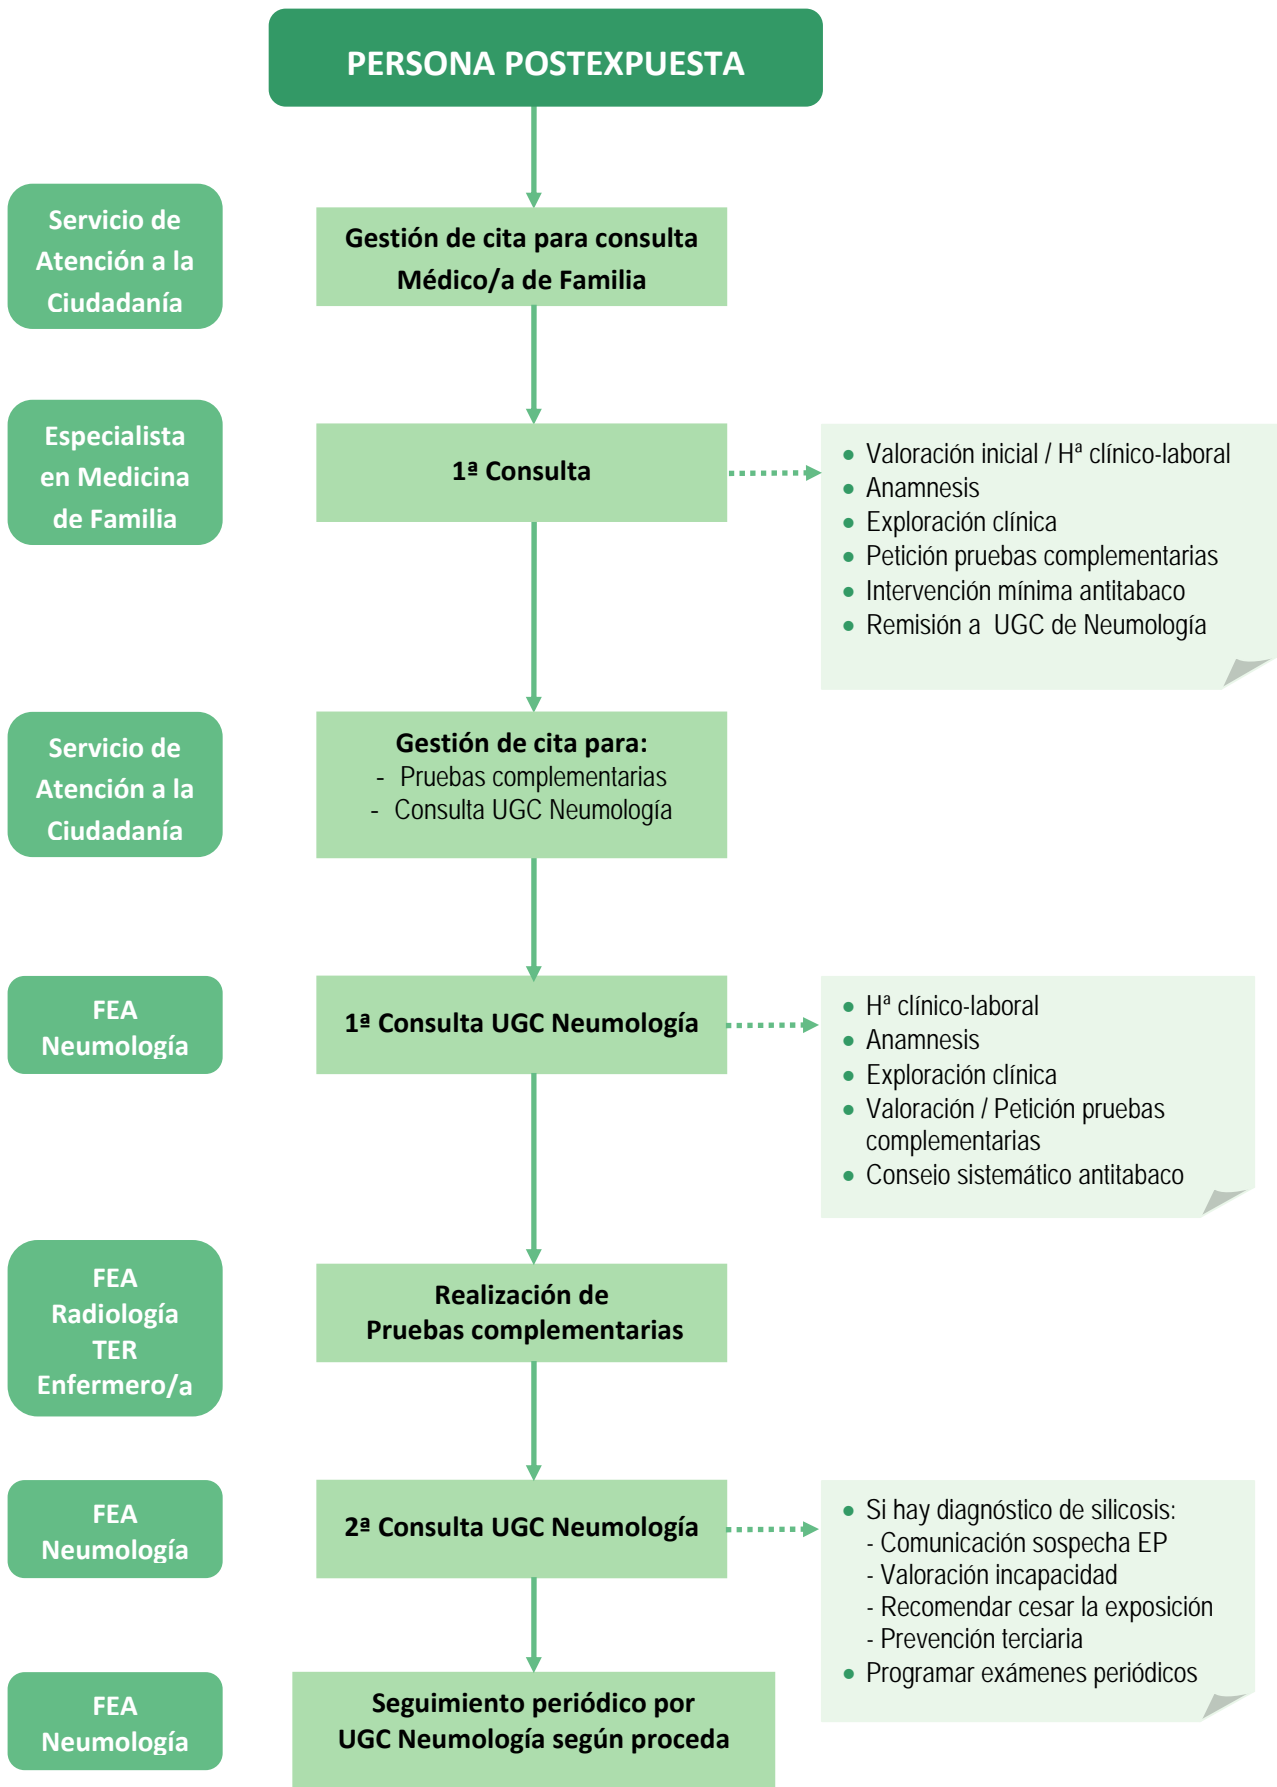 PERSONA POSTEXPUESTA
Servicio de
Atención a la
Ciudadanía
Gestión de cita para consulta
Médico/a de Familia
Especialista
en Medicina
de Familia
1ª Consulta
• Valoración inicial / Hª clínico-laboral
• Anamnesis
• Exploración clínica
• Petición pruebas complementarias
• Intervención mínima antitabaco
• Remisión a UGC de Neumología
Servicio de
Atención a la
Ciudadanía
Gestión de cita para:
- Pruebas complementarias
- Consulta UGC Neumología
FEA
Neumología
1ª Consulta UGC Neumología
• Hª clínico-laboral
• Anamnesis
• Exploración clínica
• Valoración / Petición pruebas
complementarias
• Consejo sistemático antitabaco
FEA
Radiología
TER
Enfermero/a
Realización de
Pruebas complementarias
FEA
Neumología
2ª Consulta UGC Neumología
• Si hay diagnóstico de silicosis:
- Comunicación sospecha EP
- Valoración incapacidad
- Recomendar cesar la exposición
- Prevención terciaria
• Programar exámenes periódicos
FEA
Neumología
Seguimiento periódico por
UGC Neumología según proceda